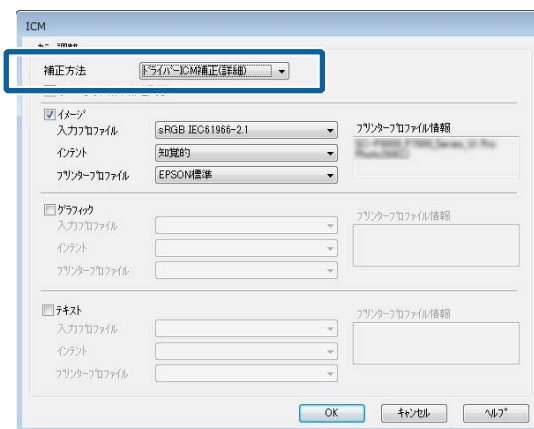 ICM
補正方法 ドライバーICM補正(詳細)
イメージ
入力プロファイル sRGB IEC61966-2.1 プリンタープロファイル情報
インテント 知覚的
プリンタープロファイル EPSON標準
グラフィック
入力プロファイル プリンタープロファイル情報
インテント
プリンタープロファイル
テキスト
入力プロファイル プリンタープロファイル情報
インテント
プリンタープロファイル
OK キャンセル ヘルプ